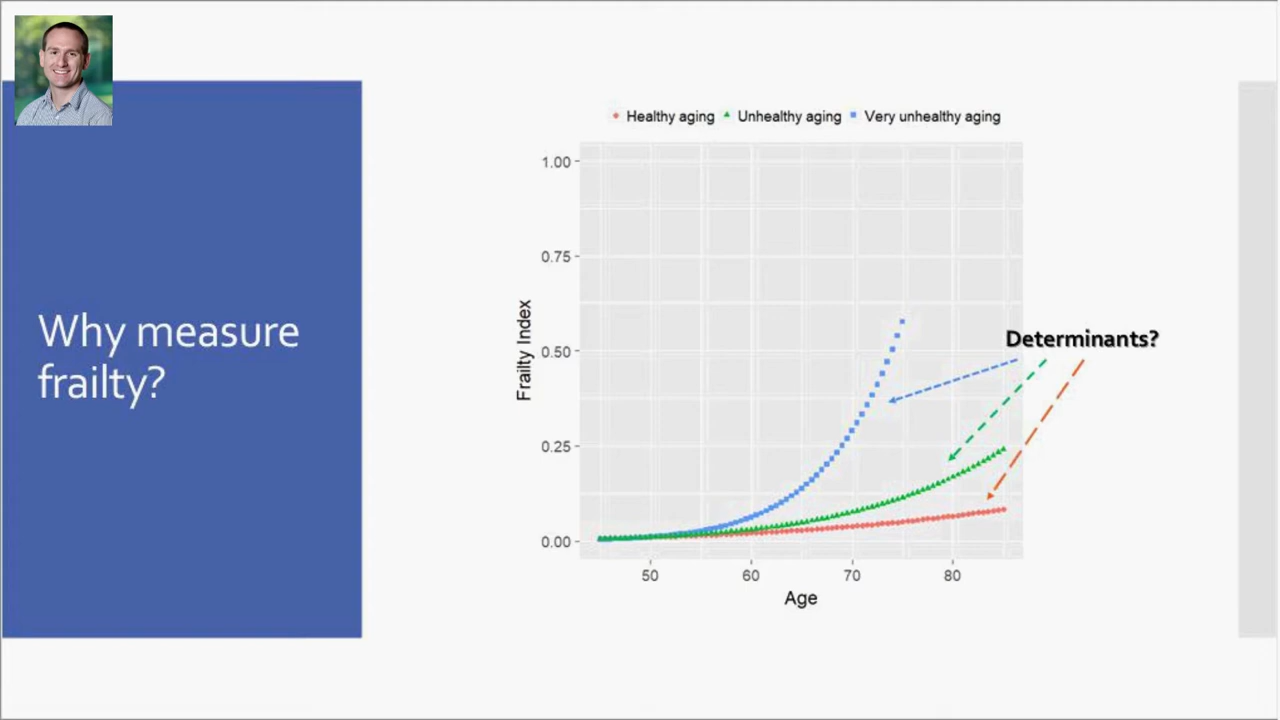 Why measure
frailty?
Healthy aging Unhealthy aging Very unhealthy aging
1.00
0.75
0.50
0.25
0.00
Frailty Index
50 60 70 80
Age
Determinants?